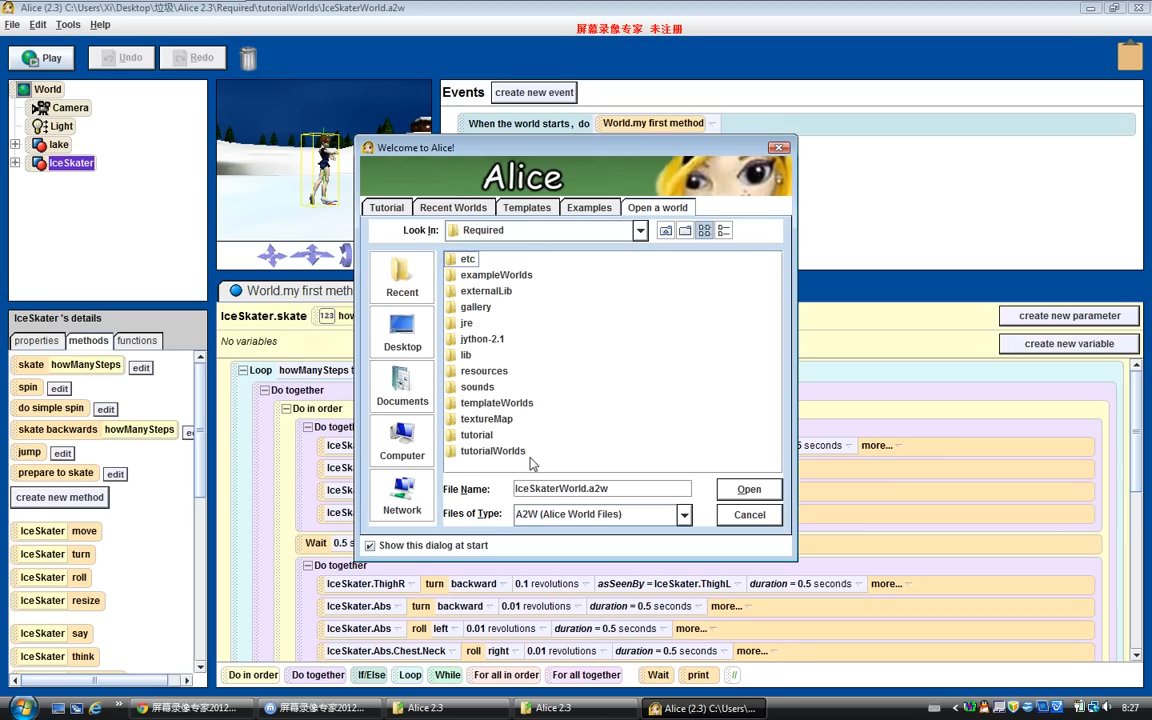 Alice (2.3) C:\Users\Xi\Desktop\垃圾\Alice 2.3\Required\tutorialWorlds\IceSkaterWorld.a2w
File Edit Tools Help
屏幕录像专家 未注册
Play Undo Redo
World
Camera
Light
lake
IceSkater
Events create new event
When the world starts, do World.my first method
Welcome to Alice!
Alice
Tutorial Recent Worlds Templates Examples Open a world
Look In: Required
Recent
Desktop
Documents
Computer
Network
etc
exampleWorlds
externalLib
gallery
jre
jython-2.1
lib
resources
sounds
templateWorlds
textureMap
tutorial
tutorialWorlds
File Name: IceSkaterWorld.a2w Open
Files of Type: A2W (Alice World Files) Cancel
Show this dialog at start
IceSkater 's details
properties methods functions
skate howManySteps edit
spin edit
do simple spin edit
skate backwards howManySteps
jump edit
prepare to skate edit
create new method
IceSkater move
IceSkater turn
IceSkater roll
IceSkater resize
IceSkater say
IceSkater think
World.my first meth
IceSkater.skate 123 create new parameter
No variables create new variable
Loop howManySteps
Do together
Do in order
5 seconds more...
Wait
Do together
IceSkater.ThighR turn backward 0.1 revolutions asSeenBy = IceSkater.ThighL duration = 0.5 seconds more...
IceSkater.Abs turn backward 0.01 revolutions duration = 0.5 seconds more...
IceSkater.Abs roll left 0.01 revolutions duration = 0.5 seconds more...
IceSkater.Abs.Chest.Neck roll right 0.01 revolutions duration = 0.5 seconds more...
Do in order Do together If/Else Loop While For all in order For all together Wait print //
屏幕录像专家2012... 屏幕录像专家2012... Alice 2.3 Alice 2.3 Alice (2.3) C:\Users\... 8:27